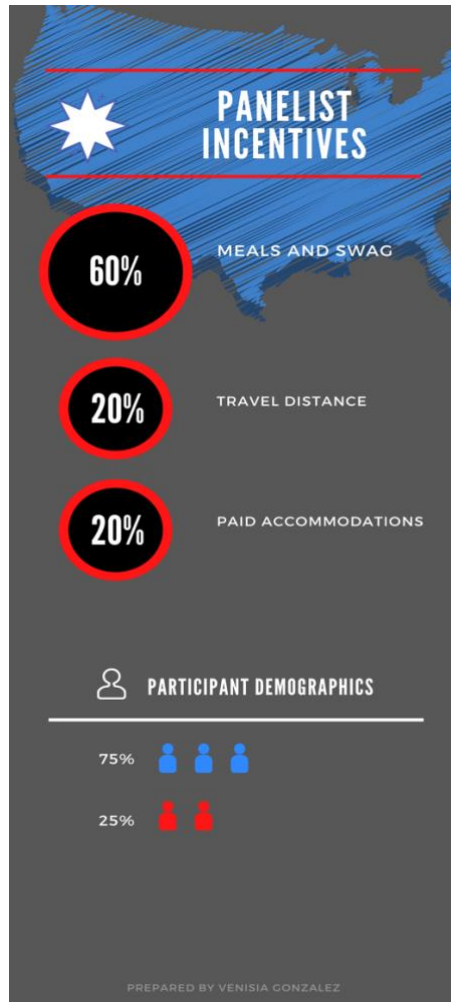 PANELIST
INCENTIVES
60%
MEALS AND SWAG
20%
TRAVEL DISTANCE
20%
PAID ACCOMMODATIONS
PARTICIPANT DEMOGRAPHICS
75%
25%
PREPARED BY VENISIA GONZALEZ